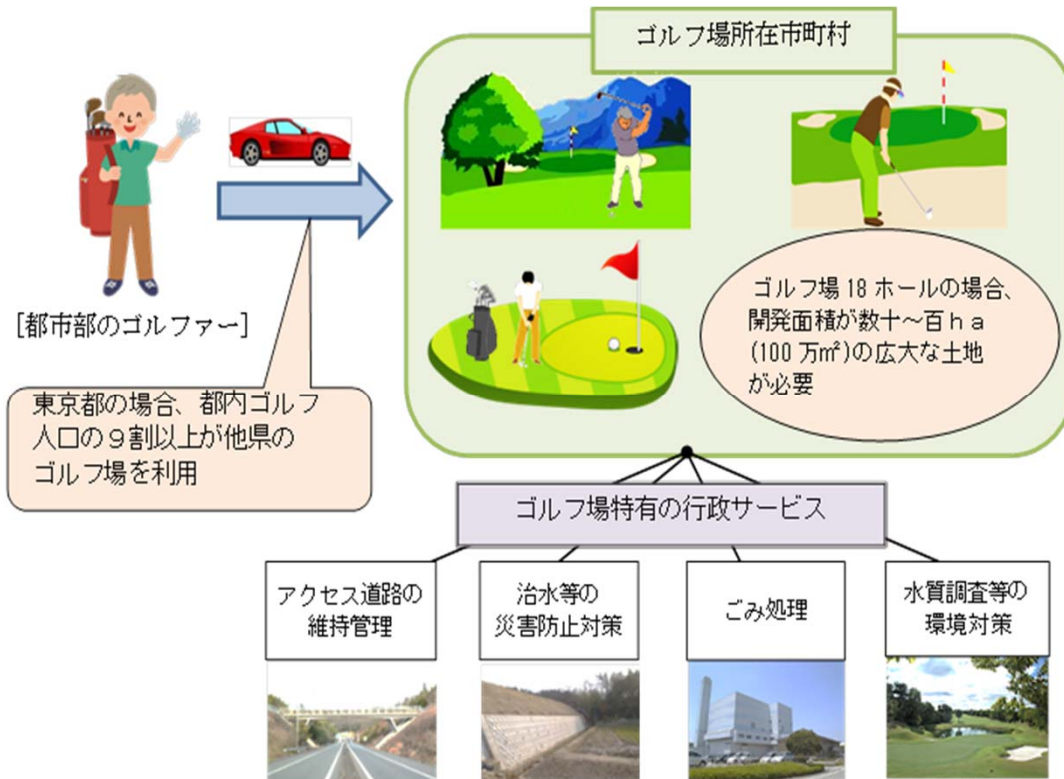 ゴルフ場所在市町村
[都市部のゴルファー]
ゴルフ場18ホールの場合、
開発面積が数十～百ｈａ
(100万㎡)の広大な土地
が必要
東京都の場合、都内ゴルフ
人口の９割以上が他県の
ゴルフ場を利用
ゴルフ場特有の行政サービス
アクセス道路の
維持管理
治水等の
災害防止対策
ごみ処理
水質調査等の
環境対策